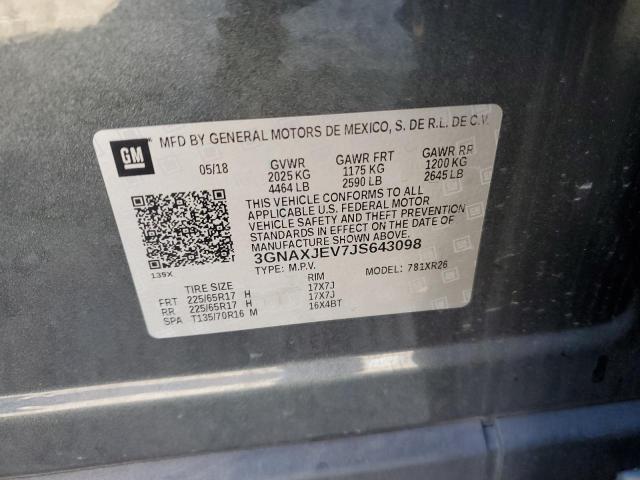 GM
MFD BY GENERAL MOTORS DE MEXICO, S. DE R.L. DE C.V.
05/18 GVWR GAWR FRT GAWR RR
2025 KG 1175 KG 1200 KG
4464 LB 2590 LB 2645 LB
THIS VEHICLE CONFORMS TO ALL
APPLICABLE U.S. FEDERAL MOTOR
VEHICLE SAFETY AND THEFT PREVENTION
STANDARDS IN EFFECT ON THE DATE OF
MANUFACTURE SHOWN ABOVE.
3GNAXJEV7JS643098
139X
TYPE: M.P.V. MODEL: 781XR26
TIRE SIZE RIM
FRT 225/65R17 H 17X7J
RR 225/65R17 H 17X7J
SPA T135/70R16 M 16X4BT